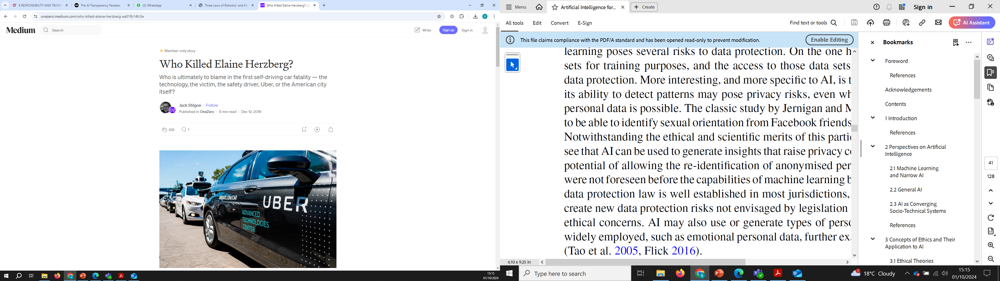 6 RESPONSIBILITY AND TECHN
The AI Transparency Paradox
(2) WhatsApp
Three Laws of Robotics' and Ma
Who Killed Elaine Herzberg?. U
onezero.medium.com/who-killed-elaine-herzberg-ea01fb14fc5e
B
Medium
Search
Write
Sign up
Sign in
Member-only story
Who Killed Elaine Herzberg?
Who is ultimately to blame in the first self-driving car fatality — the
technology, the victim, the safety driver, Uber, or the American city
itself?
OZ
Jack Stilgoe · Follow
Published in OneZero · 8 min read · Dec 12, 2019
335
1
UBERATC.COM/CAR
UBER
ADVANCED
TECHNOLOGIES
CENTER
15:15
01/10/2024
Menu
Artificial Intelligence for...
Create
Sign in
All tools
Edit
Convert
E-Sign
Find text or tools
AI Assistant
This file claims compliance with the PDF/A standard and has been opened read-only to prevent modification.
Enable Editing
learning poses several risks to data protection. On the one h
sets for training purposes, and the access to those data sets
data protection. More interesting, and more specific to AI, is t
its ability to detect patterns may pose privacy risks, even wh
personal data is possible. The classic study by Jernigan and M
to be able to identify sexual orientation from Facebook friends
Notwithstanding the ethical and scientific merits of this parti
see that AI can be used to generate insights that raise privacy c
potential of allowing the re-identification of anonymised per
were not foreseen before the capabilities of machine learning b
data protection law is well established in most jurisdictions,
create new data protection risks not envisaged by legislation
ethical concerns. AI may also use or generate types of perso
widely employed, such as emotional personal data, further ex
(Tao et al. 2005, Flick 2016).
6.10 x 9.25 in
Bookmarks
Foreword
References
Acknowledgements
Contents
1 Introduction
References
2 Perspectives on Artificial
Intelligence
2.1 Machine Learning
and Narrow AI
2.2 General AI
2.3 AI as Converging
Socio-Technical Systems
References
3 Concepts of Ethics and Their
Application to AI
3.1 Ethical Theories
41
128
1:1
Type here to search
1
18°C Cloudy
15:15
01/10/2024